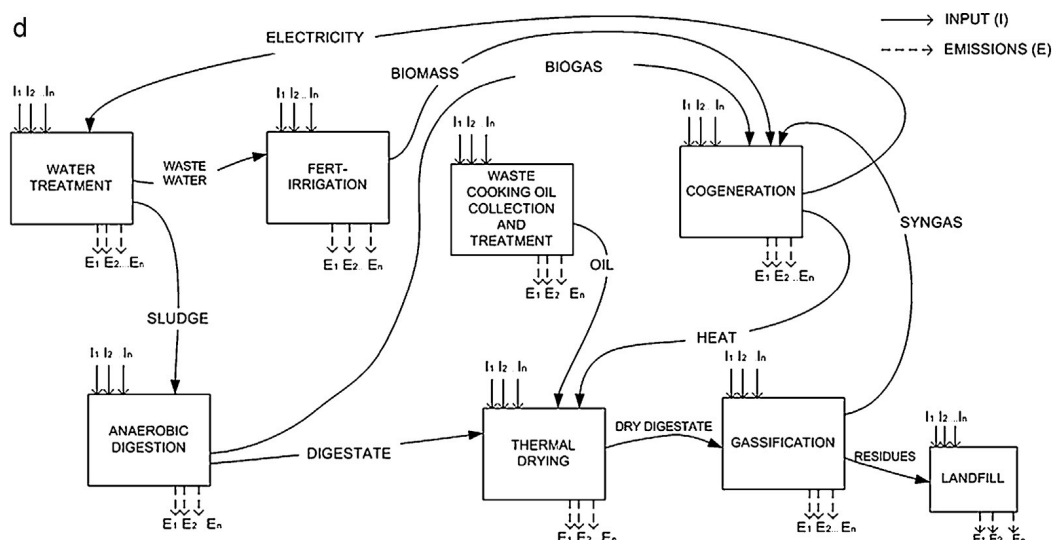 d
INPUT (I)
EMISSIONS (E)
ELECTRICITY
BIOMASS
BIOGAS
I1 I2 ..In
WATER
TREATMENT
E1 E2... En
WASTE
WATER
I1 I2 .. In
FERT-
IRRIGATION
E1 E2... En
I1 I2 ... In
WASTE
COOKING OIL
COLLECTION
AND
TREATMENT
E1 E2 En
OIL
I1 I2 ... In
COGENERATION
E1 E2 ..En
SYNGAS
SLUDGE
HEAT
I1 I2 ... In
ANAEROBIC
DIGESTION
E1 E2 ... En
DIGESTATE
I1 I2 ... In
THERMAL
DRYING
E1 E2 ... En
DRY DIGESTATE
I1 I2 ... In
GASSIFICATION
E1 E2... En
RESIDUES
I1 I2 ...In
LANDFILL
E1 E2 ... En